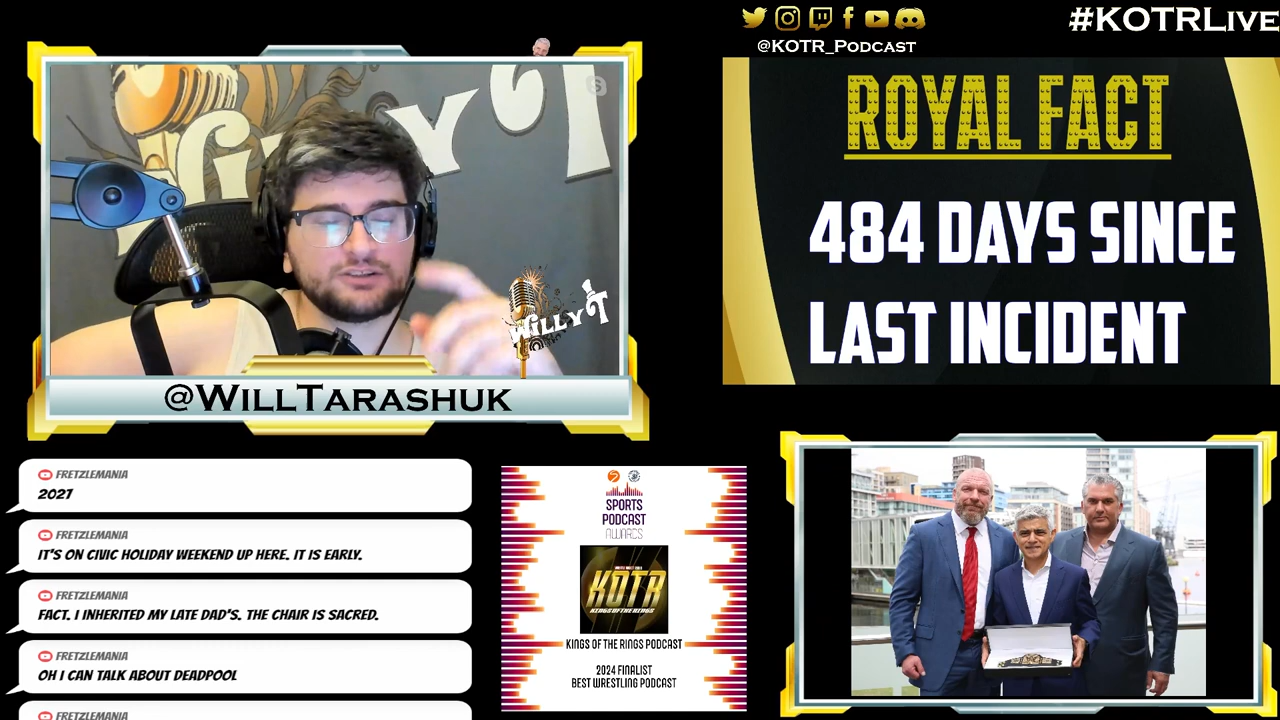 #KOTRLive
@KOTR_Podcast
ROYAL FACT
484 DAYS SINCE
LAST INCIDENT
WILLY T
WILLY T
@WillTarashuk
FRETZLEMANIA
2027
FRETZLEMANIA
IT'S ON CIVIC HOLIDAY WEEKEND UP HERE. IT IS EARLY.
FRETZLEMANIA
FACT. I INHERITED MY LATE DAD'S. THE CHAIR IS SACRED.
FRETZLEMANIA
OH I CAN TALK ABOUT DEADPOOL
FRETZLEMANIA
SPORTS
PODCAST
AWARDS
KOTR
KINGS OF THE RINGS
KINGS OF THE RINGS PODCAST
2024 FINALIST
BEST WRESTLING PODCAST